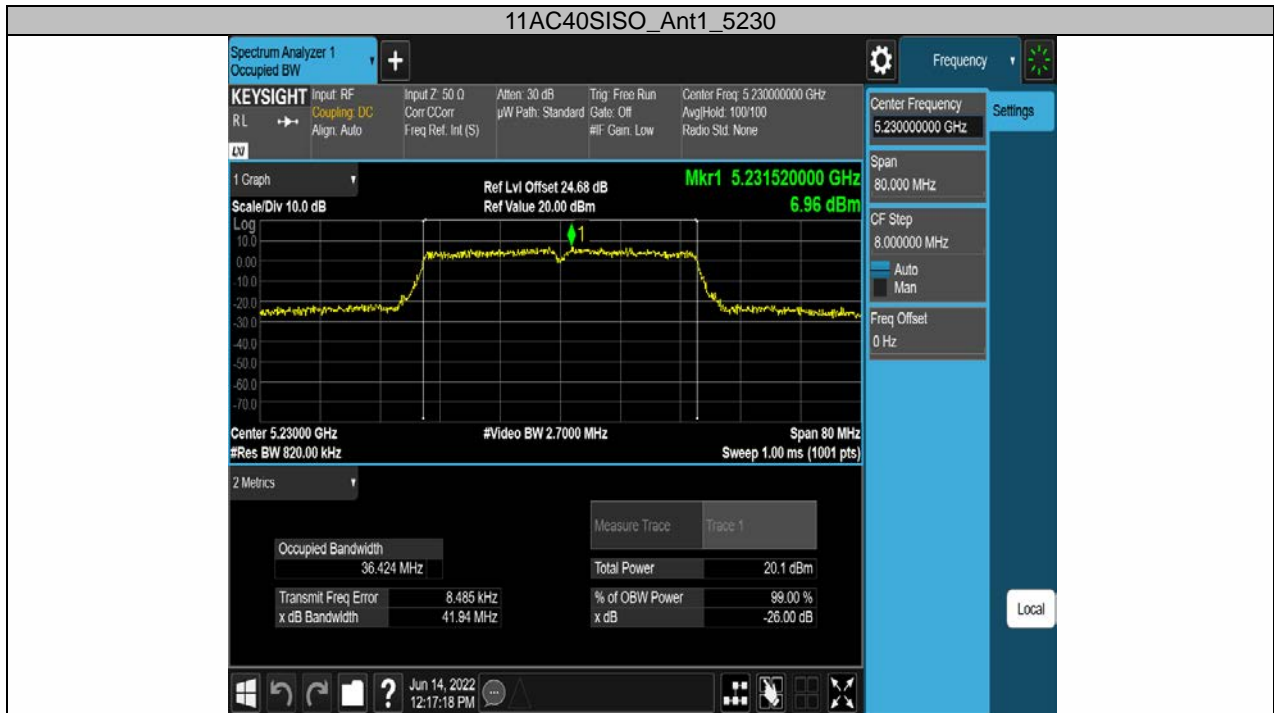 11AC40SISO_Ant1_5230
Spectrum Analyzer 1
Occupied BW
Frequency
KEYSIGHT
RL
LXI
Input: RF
Coupling: DC
Align: Auto
Input Z: 50 Ω
Corr CCorr
Freq Ref: Int (S)
Atten: 30 dB
µW Path: Standard
Trig: Free Run
Gate: Off
#IF Gain: Low
Center Freq: 5.230000000 GHz
Avg|Hold: 100/100
Radio Std: None
Center Frequency
5.230000000 GHz
Settings
Span
80.000 MHz
CF Step
8.000000 MHz
Auto
Man
Freq Offset
0 Hz
Local
1 Graph
Scale/Div 10.0 dB
Ref Lvl Offset 24.68 dB
Ref Value 20.00 dBm
Mkr1 5.231520000 GHz
6.96 dBm
Log
1
10.0
0.00
-10.0
-20.0
-30.0
-40.0
-50.0
-60.0
-70.0
Center 5.23000 GHz
#Video BW 2.7000 MHz
Span 80 MHz
#Res BW 820.00 kHz
Sweep 1.00 ms (1001 pts)
2 Metrics
Measure Trace
Trace 1
Occupied Bandwidth
36.424 MHz
Total Power
20.1 dBm
Transmit Freq Error
8.485 kHz
% of OBW Power
99.00 %
x dB Bandwidth
41.94 MHz
x dB
-26.00 dB
Jun 14, 2022
12:17:18 PM